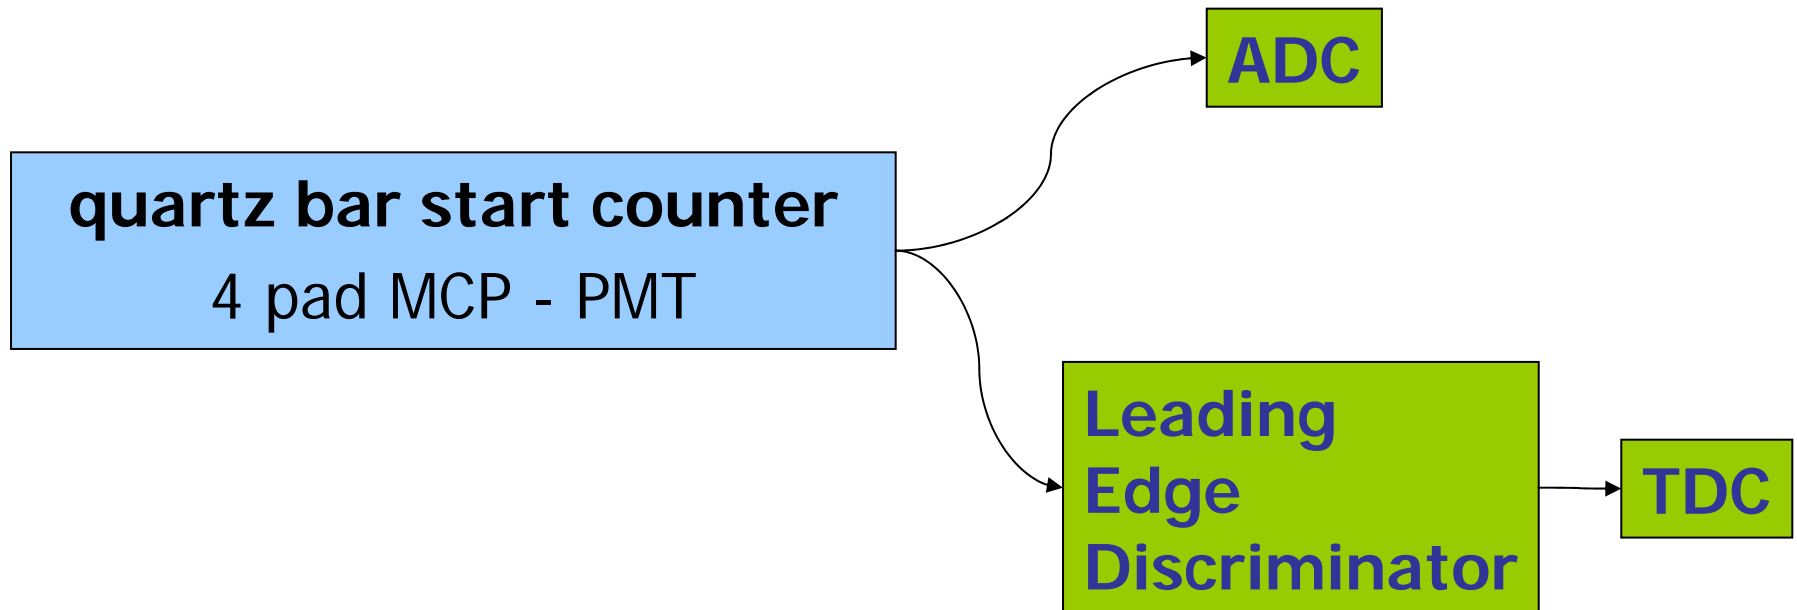 ADC
quartz bar start counter
4 pad MCP - PMT
Leading
Edge
Discriminator
TDC